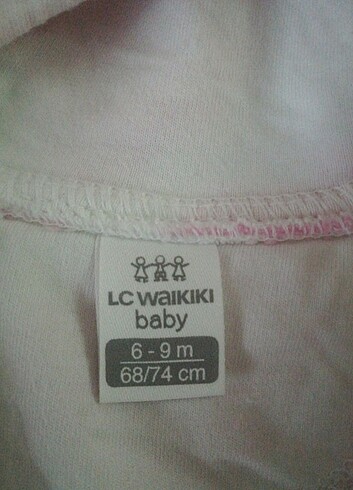 LC WAIKIKI
baby
6 - 9 m
68/74 cm